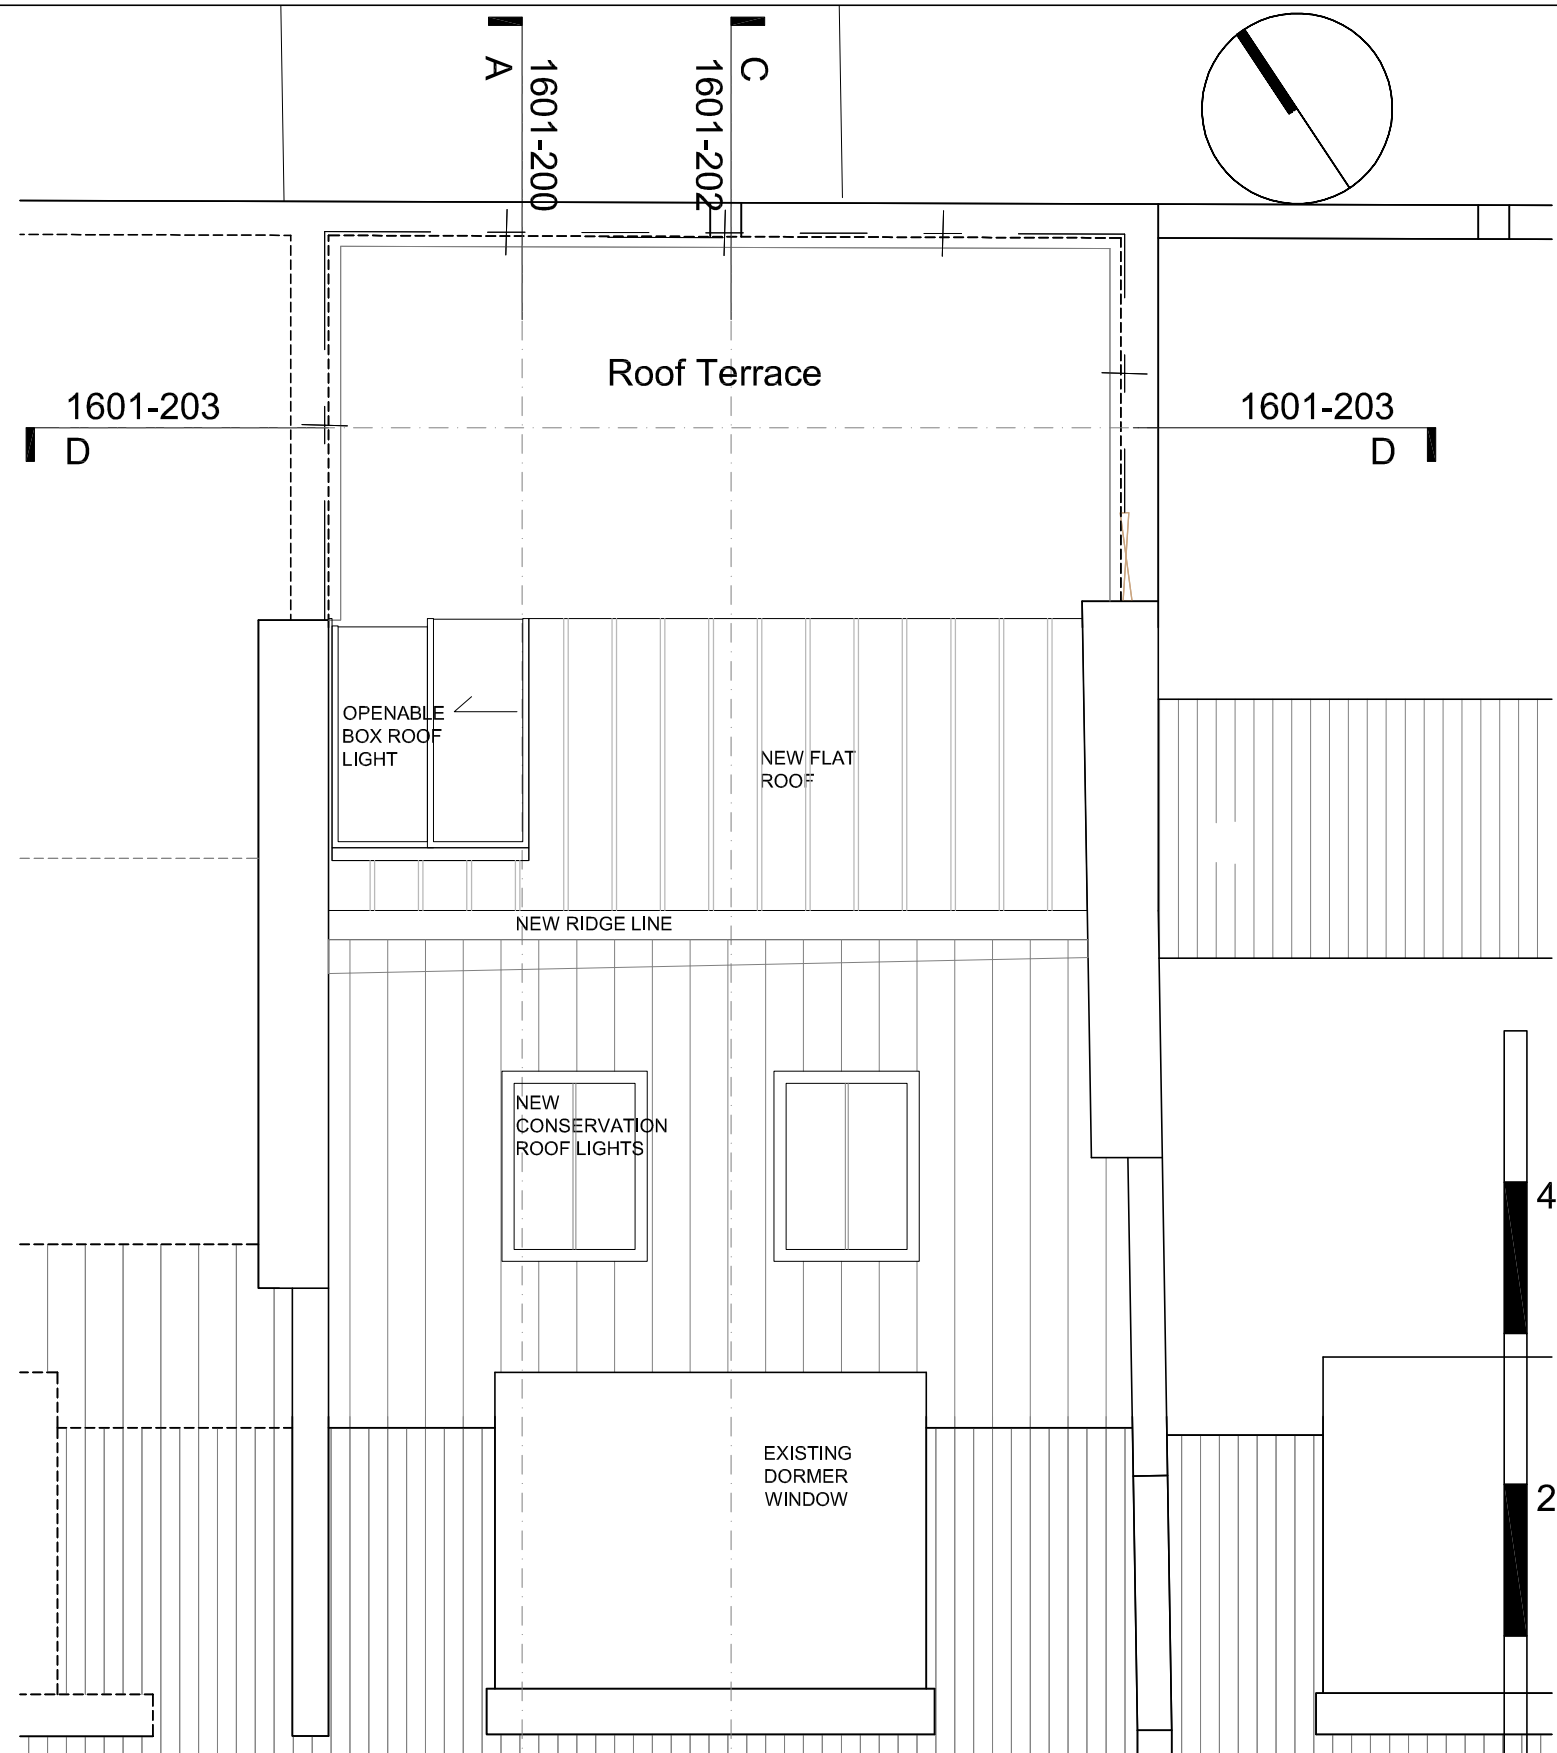 A
1601-200
1601-202
C
Roof Terrace
1601-203
D
1601-203
D
OPENABLE
BOX ROOF
LIGHT
NEW FLAT
ROOF
NEW RIDGE LINE
NEW
CONSERVATION
ROOF LIGHTS
4
EXISTING
DORMER
WINDOW
2